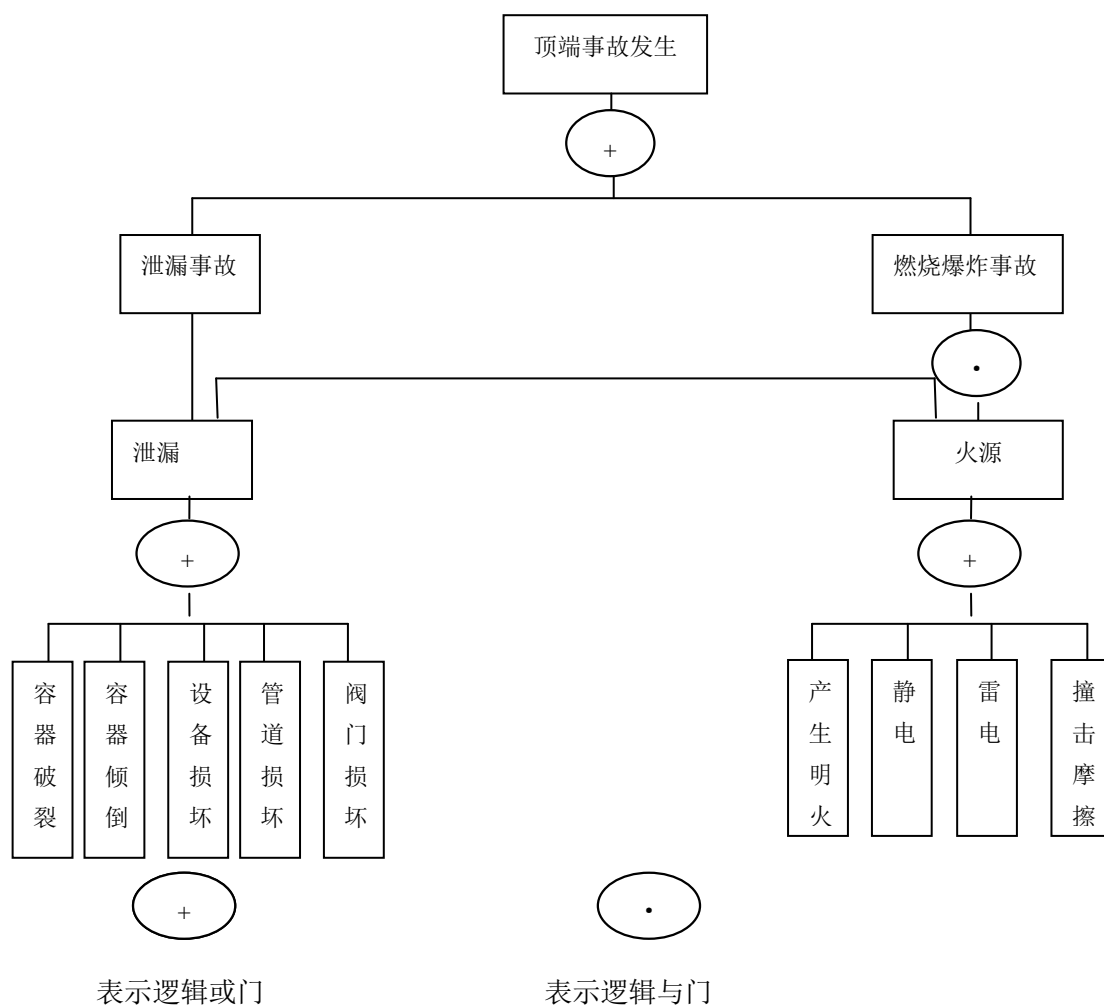 顶端事故发生
+
泄漏事故
燃烧爆炸事故
·
泄漏
火源
+
+
容器破裂
容器倾倒
设备损坏
管道损坏
阀门损坏
产生明火
静电
雷电
撞击摩擦
+
·
表示逻辑或门
表示逻辑与门